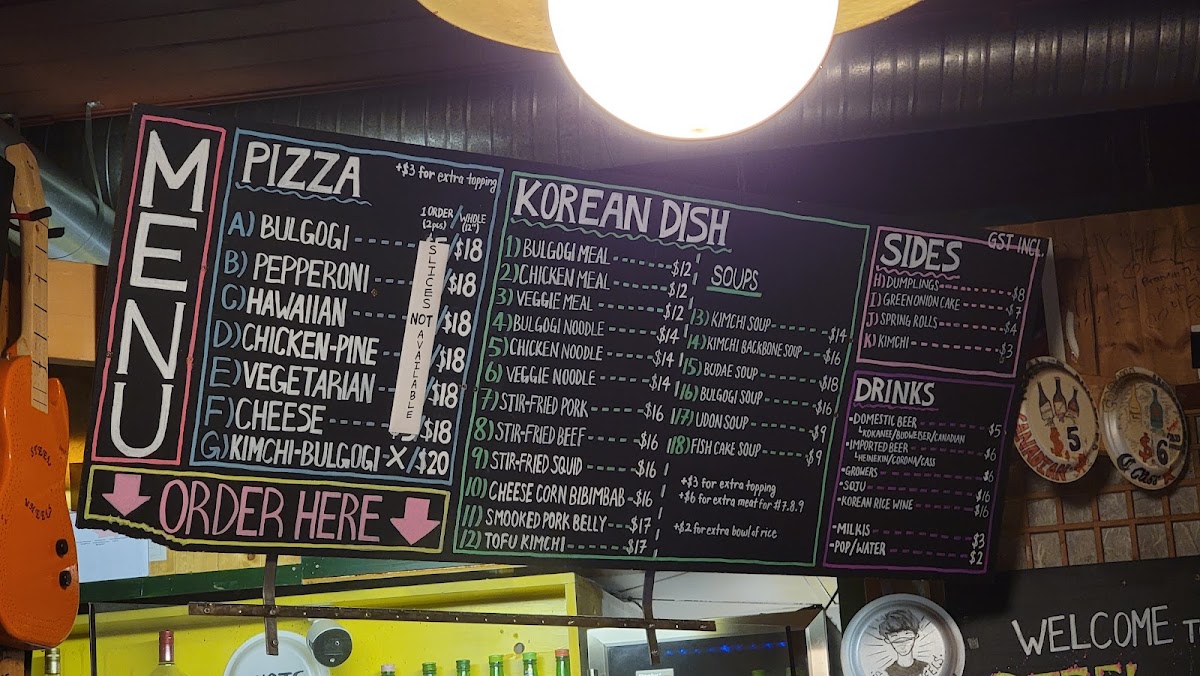 MENU
PIZZA
+$3 for extra topping
1 ORDER (2pcs) / WHOLE (12")
A) BULGOGI $18
B) PEPPERONI $18
C) HAWAIIAN $18
D) CHICKEN-PINE $18
E) VEGETARIAN $18
F) CHEESE $18
G) KIMCHI-BULGOGI X/$20
SLICES NOT AVAILABLE
ORDER HERE
KOREAN DISH
1) BULGOGI MEAL $12
2) CHICKEN MEAL $12
3) VEGGIE MEAL $12
4) BULGOGI NOODLE $14
5) CHICKEN NOODLE $14
6) VEGGIE NOODLE $14
7) STIR-FRIED PORK $16
8) STIR-FRIED BEEF $16
9) STIR-FRIED SQUID $16
10) CHEESE CORN BIBIMBAB $16
11) SMOOKED PORK BELLY $17
12) TOFU KIMCHI $17
SOUPS
13) KIMCHI SOUP $14
14) KIMCHI BACKBONE SOUP $16
15) BUDAE SOUP $18
16) BULGOGI SOUP $16
17) UDON SOUP $9
18) FISH CAKE SOUP $9
+$3 for extra topping
+$6 for extra meat for #7.8.9
+$2 for extra bowl of rice
SIDES
GST INCL.
H) DUMPLINGS $8
I) GREEN ONION CAKE $7
J) SPRING ROLLS $4
K) KIMCHI $3
DRINKS
•DOMESTIC BEER $5
KOKANEE/BUDWEISER/CANADIAN
•IMPORTED BEER $6
HEINEKIN/CORONA/CASS
•GROWERS $6
•SOJU $16
•KOREAN RICE WINE $16
•MILKIS $3
•POP/WATER $2
5
6
WELCOME